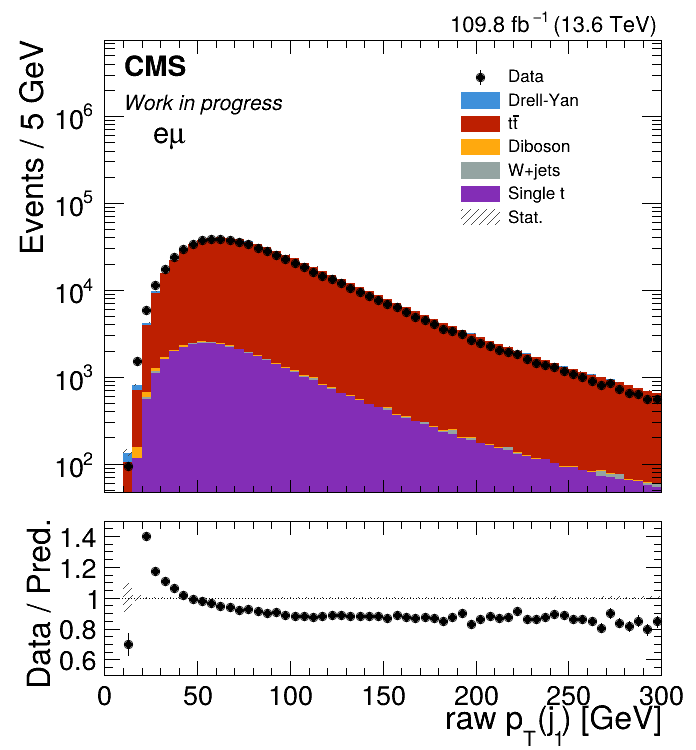 109.8 fb⁻¹ (13.6 TeV)
CMS
Work in progress
eμ
Data
Drell-Yan
tt̅
Diboson
W+jets
Single t
Stat.
Events / 5 GeV
10⁶
10⁵
10⁴
10³
10²
Data / Pred.
1.4
1.2
1
0.8
0.6
0 50 100 150 200 250 300
raw p_T(j_1) [GeV]